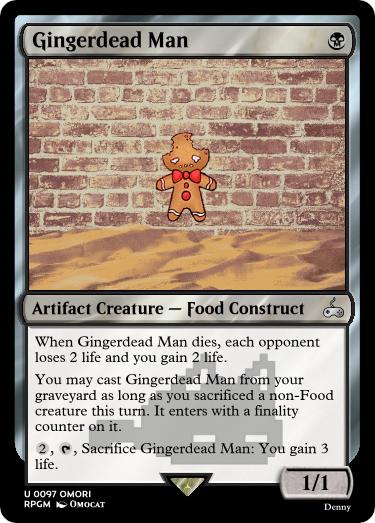 Gingerdead Man
Artifact Creature — Food Construct
When Gingerdead Man dies, each opponent
loses 2 life and you gain 2 life.
You may cast Gingerdead Man from your
graveyard as long as you sacrificed a non-Food
creature this turn. It enters with a finality
counter on it.
2, , Sacrifice Gingerdead Man: You gain 3
life.
1/1
U 0097 OMORI
RPGM Omocat
Denny